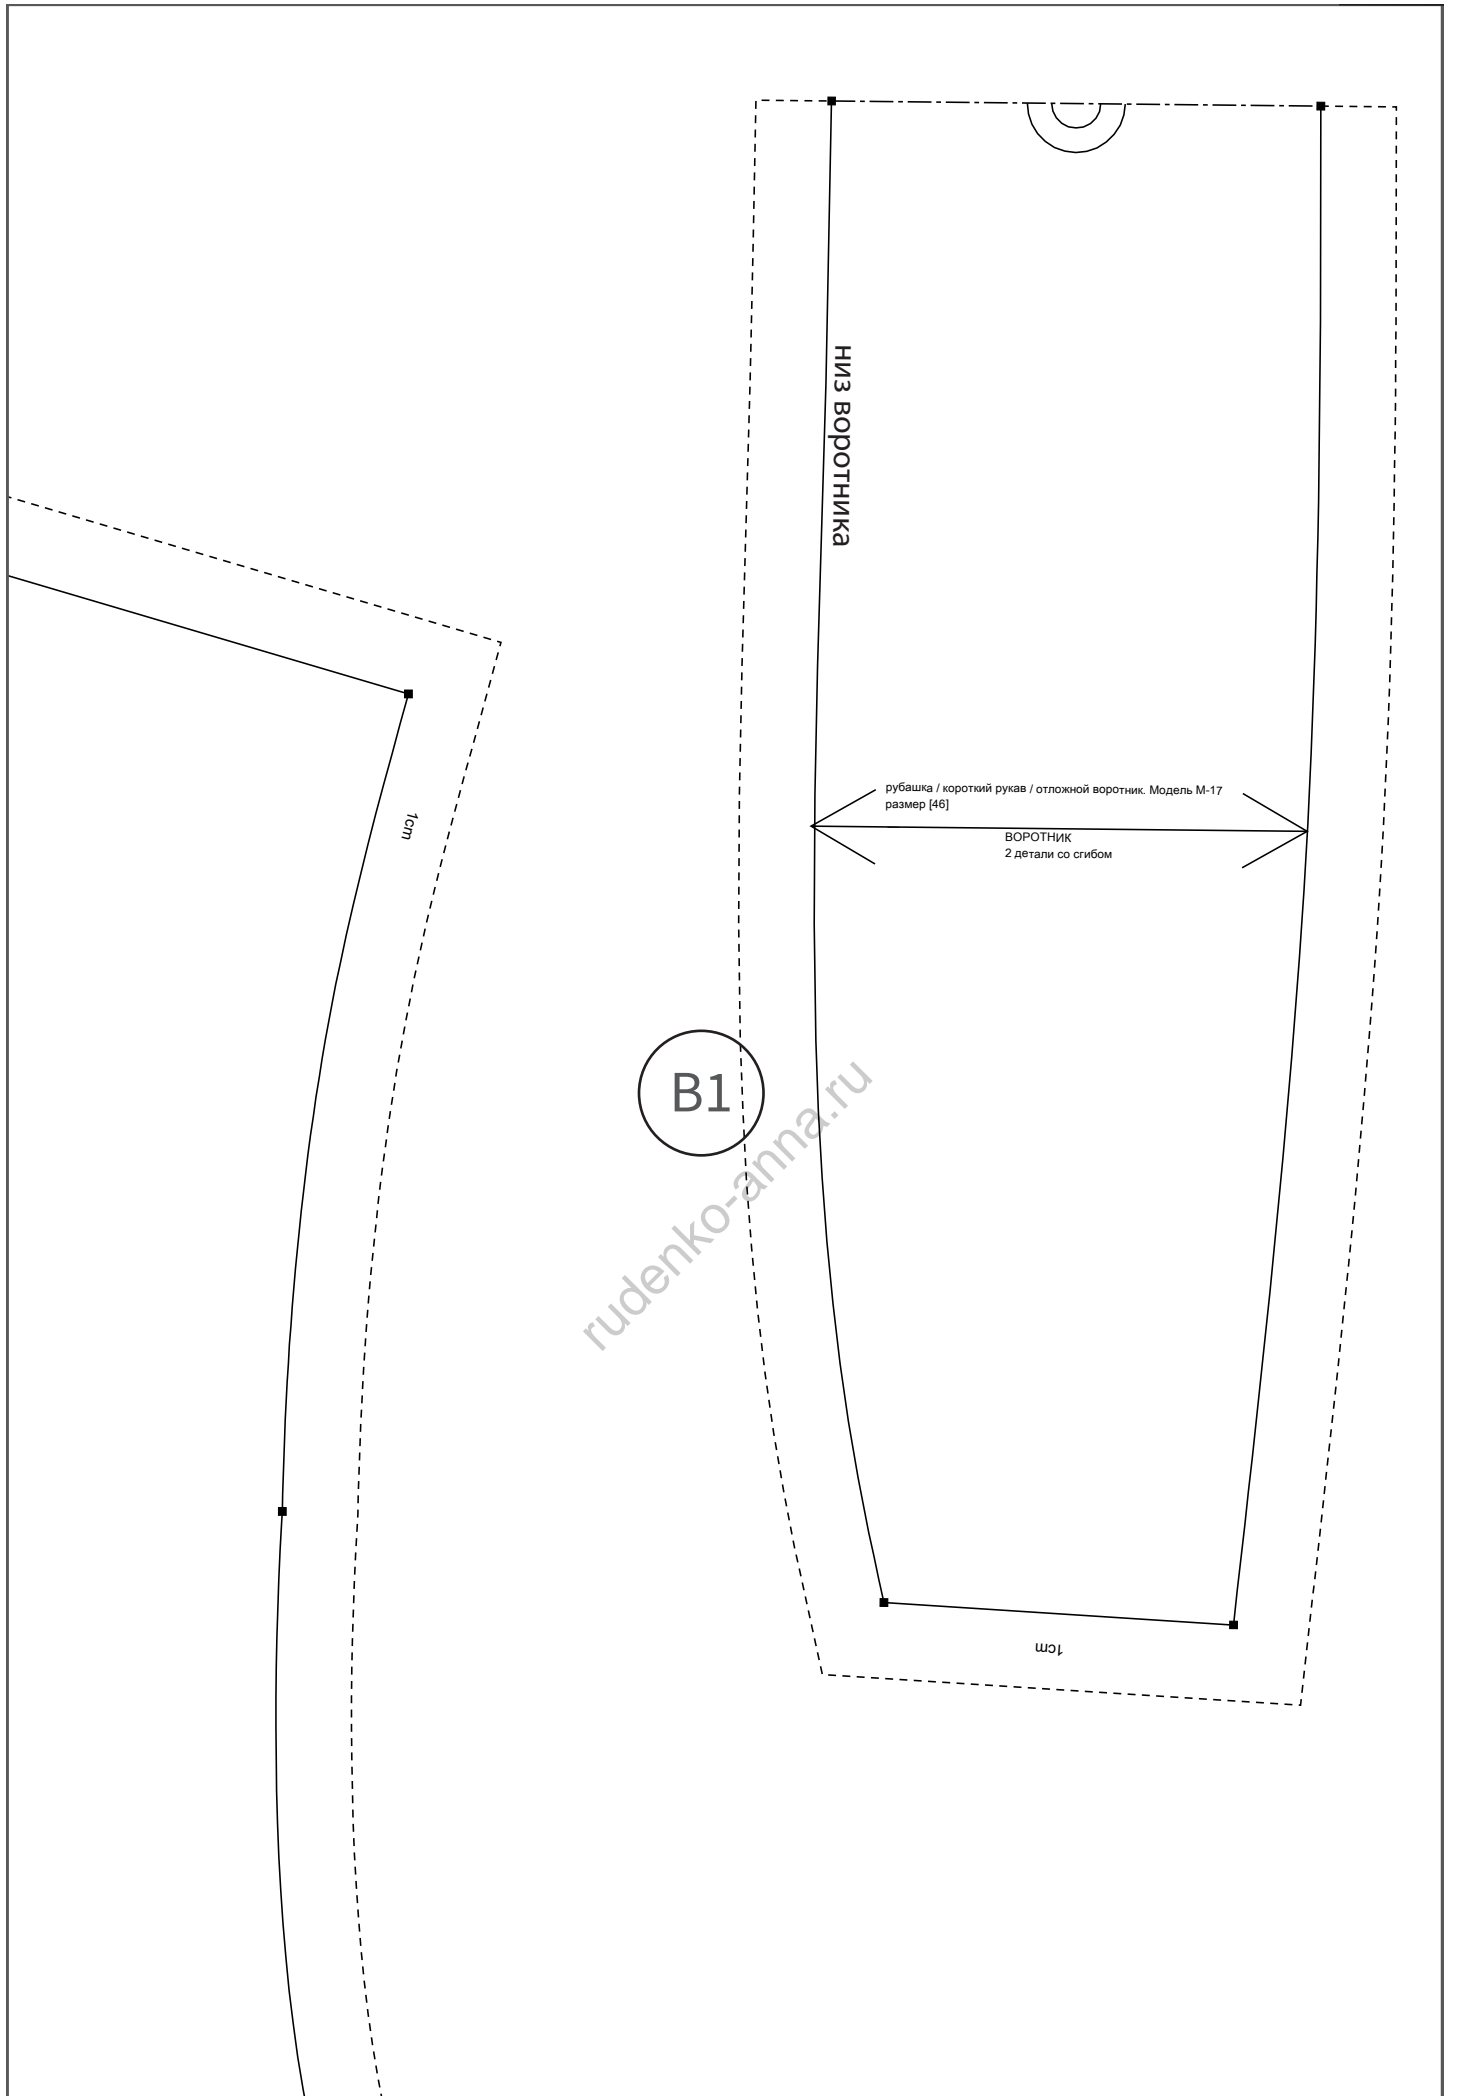 низ воротника
рубашка / короткий рукав / отложной воротник. Модель М-17
размер [46]
ВОРОТНИК
2 детали со сгибом
1cm
B1
rudenko-anna.ru
1cm